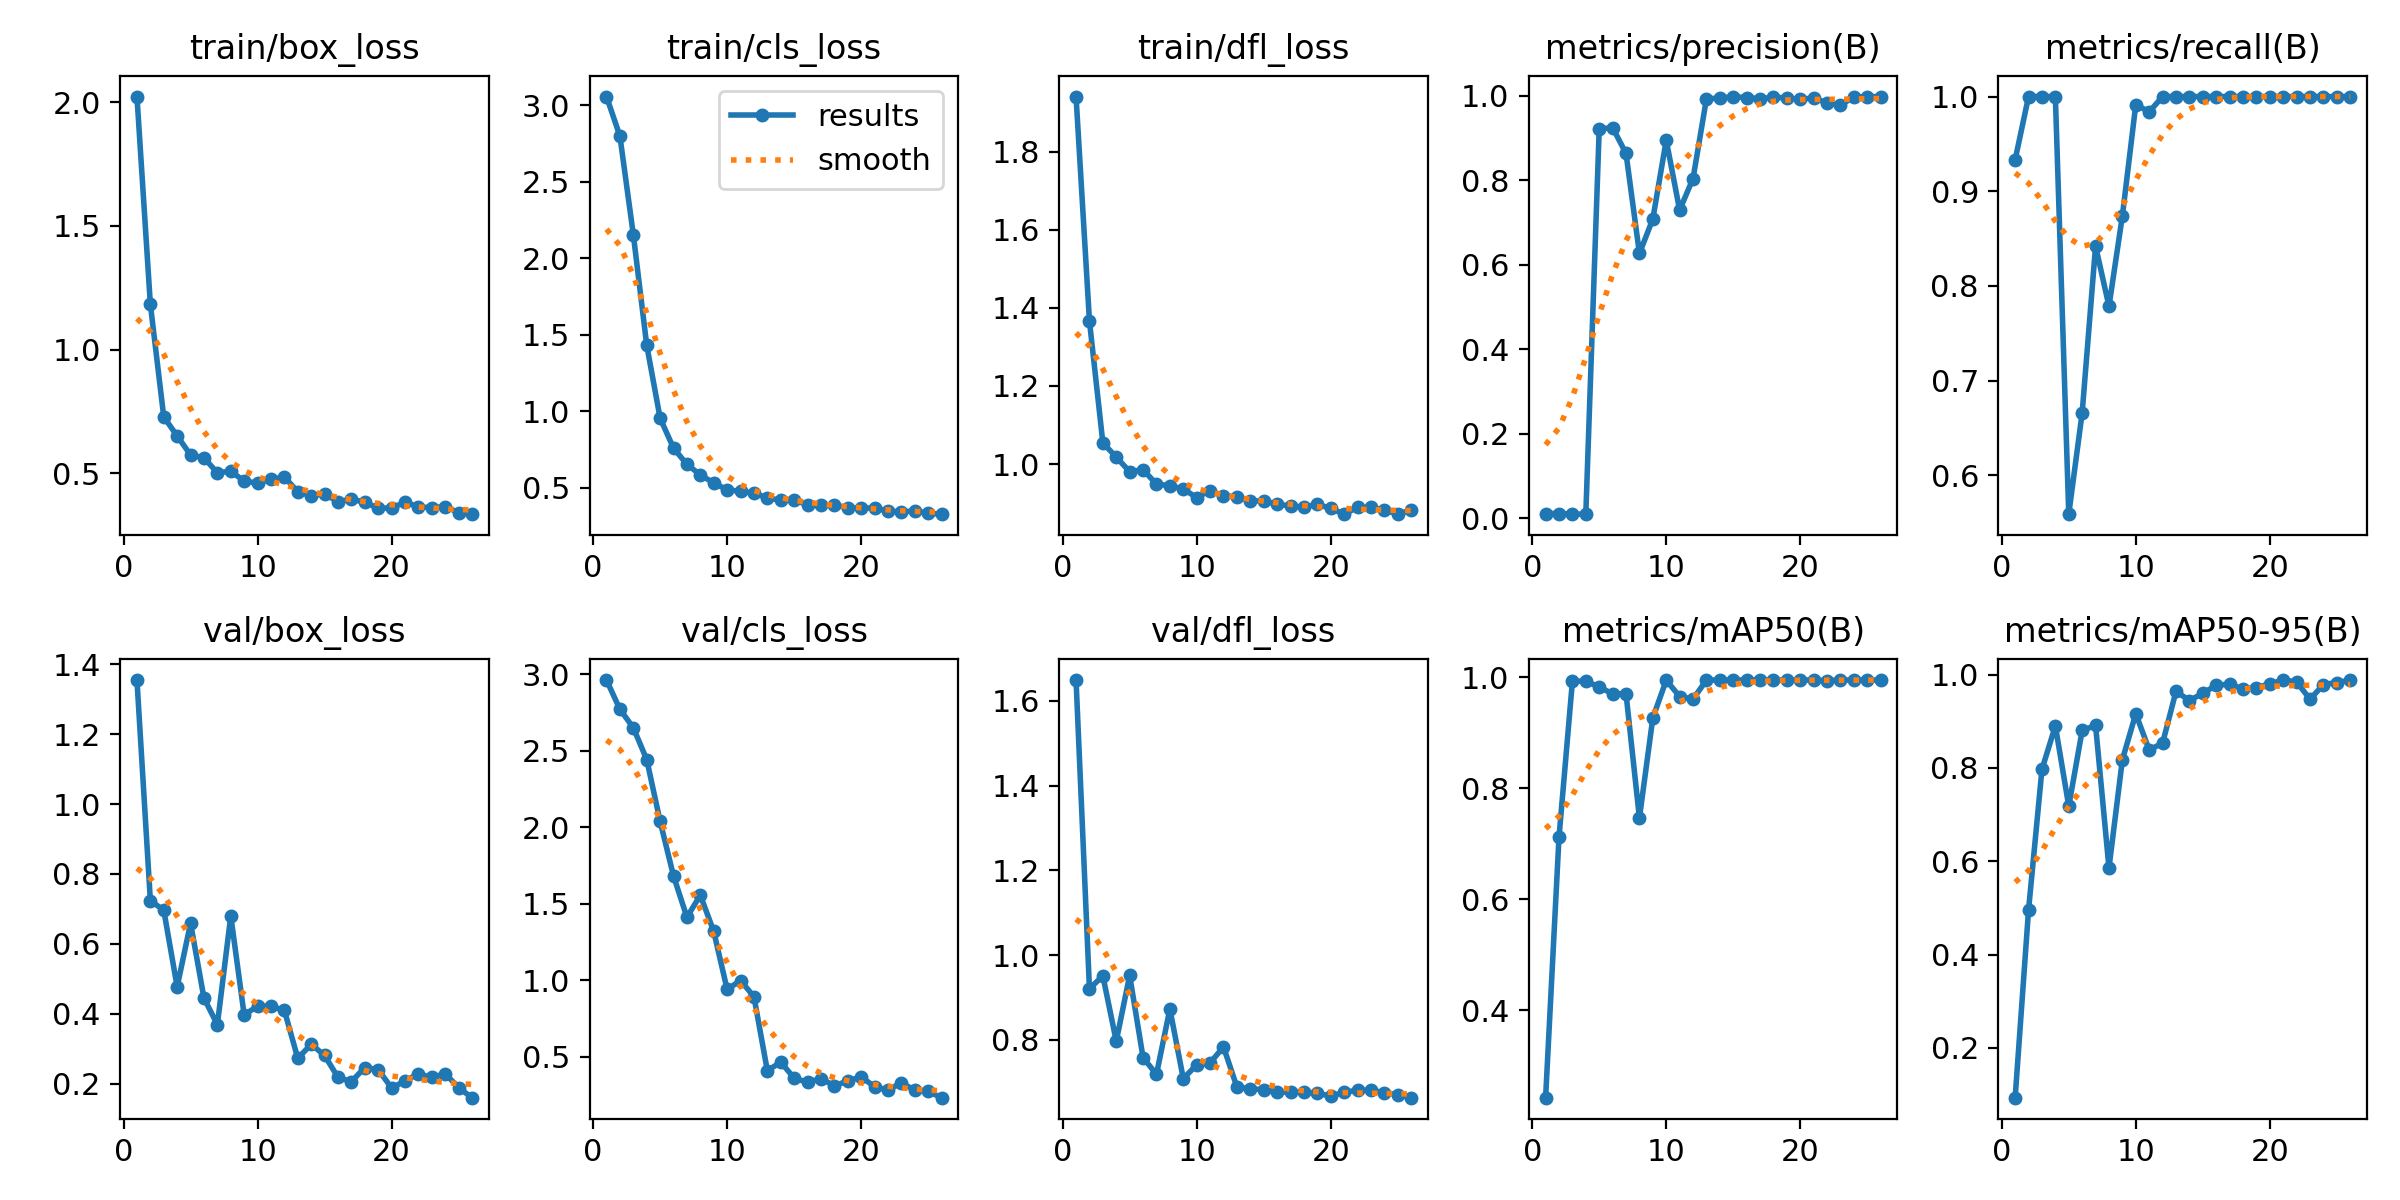 train/box_loss
2.0
1.5
1.0
0.5
0 10 20
train/cls_loss
results
smooth
3.0
2.5
2.0
1.5
1.0
0.5
0 10 20
train/dfl_loss
1.8
1.6
1.4
1.2
1.0
0 10 20
metrics/precision(B)
1.0
0.8
0.6
0.4
0.2
0.0
0 10 20
metrics/recall(B)
1.0
0.9
0.8
0.7
0.6
0 10 20
val/box_loss
1.4
1.2
1.0
0.8
0.6
0.4
0.2
0 10 20
val/cls_loss
3.0
2.5
2.0
1.5
1.0
0.5
0 10 20
val/dfl_loss
1.6
1.4
1.2
1.0
0.8
0 10 20
metrics/mAP50(B)
1.0
0.8
0.6
0.4
0 10 20
metrics/mAP50-95(B)
1.0
0.8
0.6
0.4
0.2
0 10 20